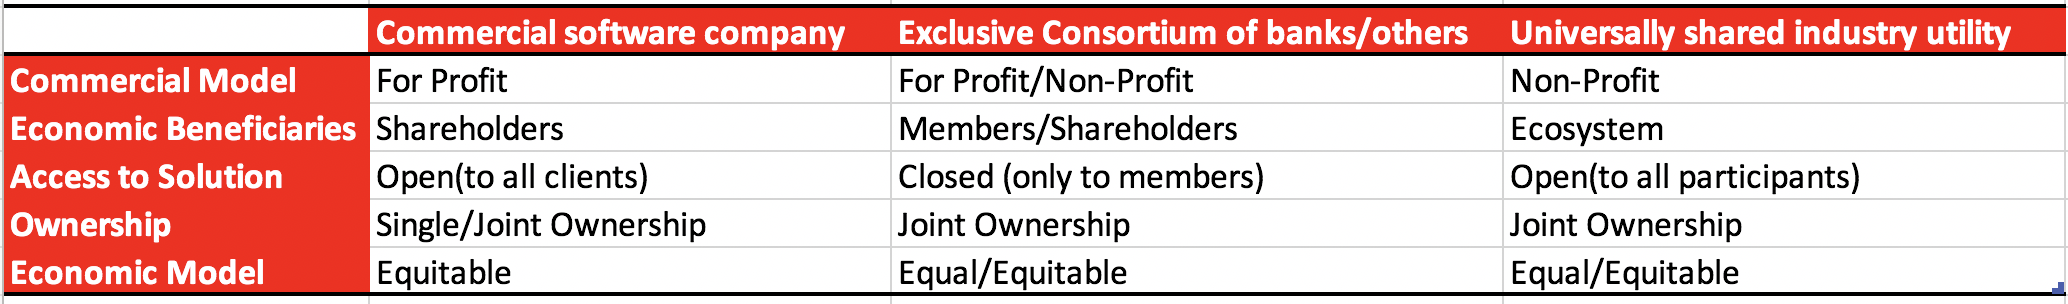 Commercial software company Exclusive Consortium of banks/others Universally shared industry utility
Commercial Model For Profit For Profit/Non-Profit Non-Profit
Economic Beneficiaries Shareholders Members/Shareholders Ecosystem
Access to Solution Open(to all clients) Closed (only to members) Open(to all participants)
Ownership Single/Joint Ownership Joint Ownership Joint Ownership
Economic Model Equitable Equal/Equitable Equal/Equitable